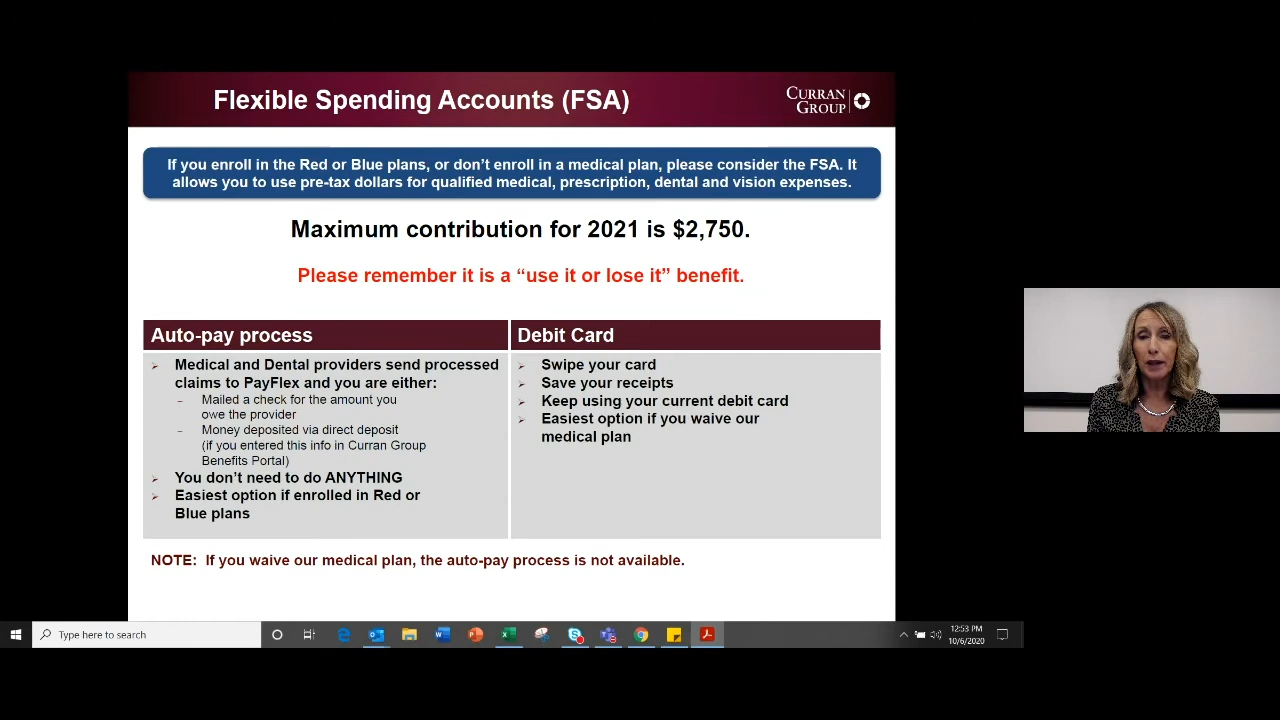 Flexible Spending Accounts (FSA)
CURRAN
GROUP
If you enroll in the Red or Blue plans, or don’t enroll in a medical plan, please consider the FSA. It
allows you to use pre-tax dollars for qualified medical, prescription, dental and vision expenses.
Maximum contribution for 2021 is $2,750.
Please remember it is a “use it or lose it” benefit.
Auto-pay process
Medical and Dental providers send processed
claims to PayFlex and you are either:
Mailed a check for the amount you
owe the provider
Money deposited via direct deposit
(if you entered this info in Curran Group
Benefits Portal)
You don’t need to do ANYTHING
Easiest option if enrolled in Red or
Blue plans
Debit Card
Swipe your card
Save your receipts
Keep using your current debit card
Easiest option if you waive our
medical plan
NOTE: If you waive our medical plan, the auto-pay process is not available.
Type here to search
12:53 PM
10/6/2020